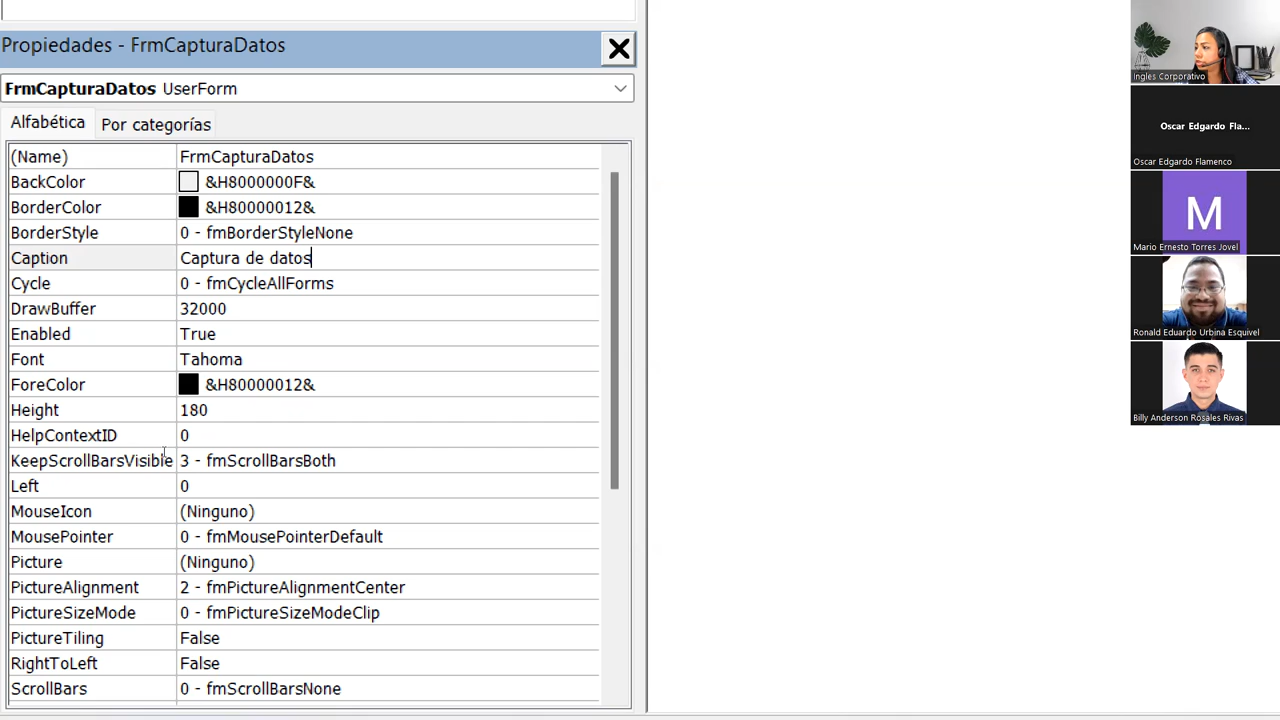 Propiedades - FrmCapturaDatos
FrmCapturaDatos UserForm
Alfabética Por categorías
(Name) FrmCapturaDatos
BackColor &H8000000F&
BorderColor &H80000012&
BorderStyle 0 - fmBorderStyleNone
Caption Captura de datos
Cycle 0 - fmCycleAllForms
DrawBuffer 32000
Enabled True
Font Tahoma
ForeColor &H80000012&
Height 180
HelpContextID 0
KeepScrollBarsVisible 3 - fmScrollBarsBoth
Left 0
MouseIcon (Ninguno)
MousePointer 0 - fmMousePointerDefault
Picture (Ninguno)
PictureAlignment 2 - fmPictureAlignmentCenter
PictureSizeMode 0 - fmPictureSizeModeClip
PictureTiling False
RightToLeft False
ScrollBars 0 - fmScrollBarsNone
Ingles Corporativo
Oscar Edgardo Fla...
Oscar Edgardo Flamenco
M
Mario Ernesto Torres Jovel
Ronald Eduardo Urbina Esquivel
Billy Anderson Rosales Rivas